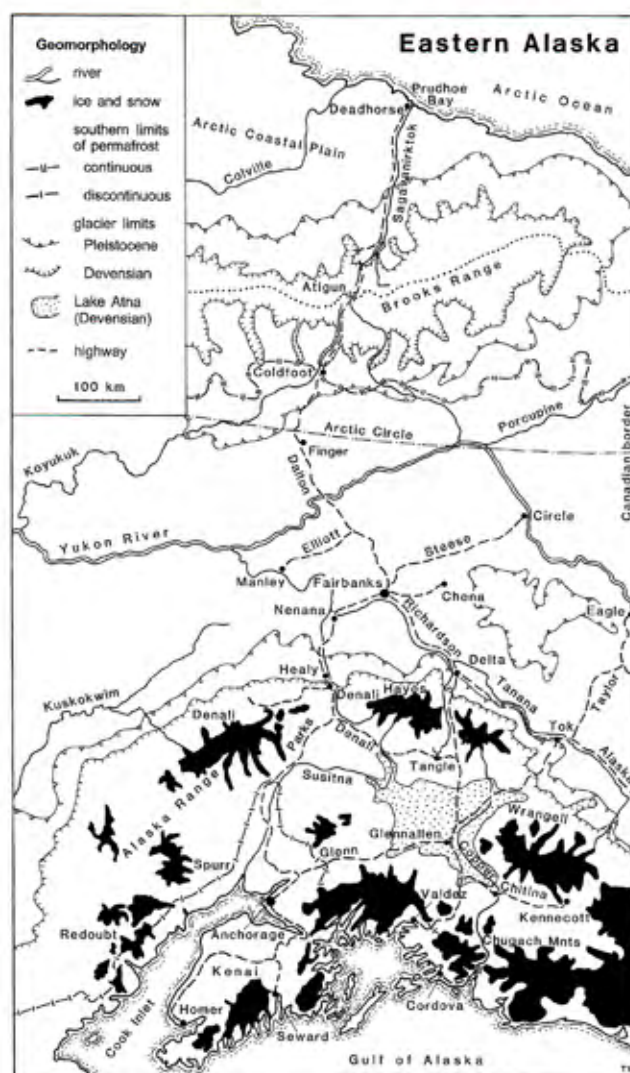 Eastern Alaska
Geomorphology
river
ice and snow
southern limits
of permafrost
continuous
discontinuous
glacier limits
Pleistocene
Devensian
Lake Atna
(Devensian)
highway
100 km
Prudhoe
Bay
Arctic Ocean
Deadhorse
Arctic Coastal Plain
Colville
Sagavanirktok
Atigun
Brooks Range
Coldfoot
Porcupine
Arctic Circle
Canadian border
Koyukuk
Finger
Dalton
Yukon River
Circle
Elliott
Steese
Manley
Fairbanks
Chena
Nenana
Richardson
Eagle
Healy
Delta
Taylor
Kuskokwim
Denali
Denali
Hayes
Tanana
Tok
Parks
Denali
Alaska
Tangle
Alaska Range
Susitna
Wrangell
Glennallen
Glenn
Copper
Spurr
Chitina
Valdez
Kennecott
Redoubt
Anchorage
Chugach Mnts
Kenai
Homer
Cordova
Cook Inlet
Seward
Gulf of Alaska